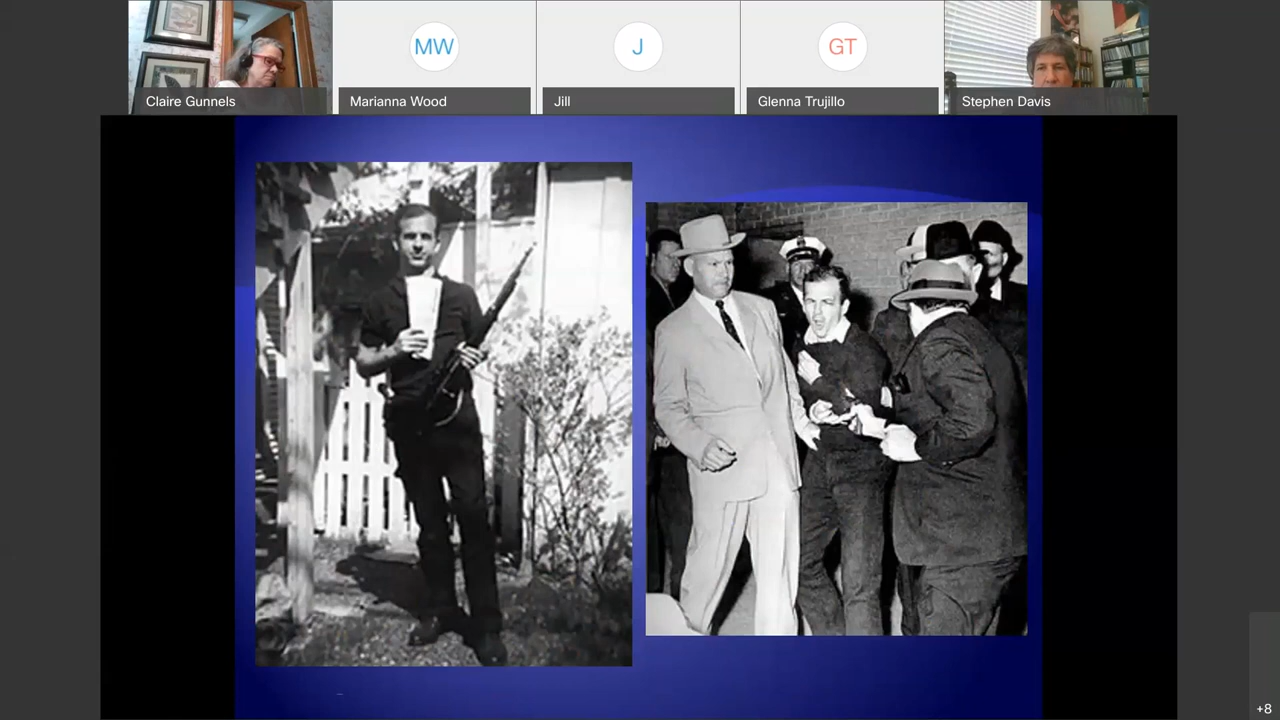 MW
J
GT
Claire Gunnels
Marianna Wood
Jill
Glenna Trujillo
Stephen Davis
+8